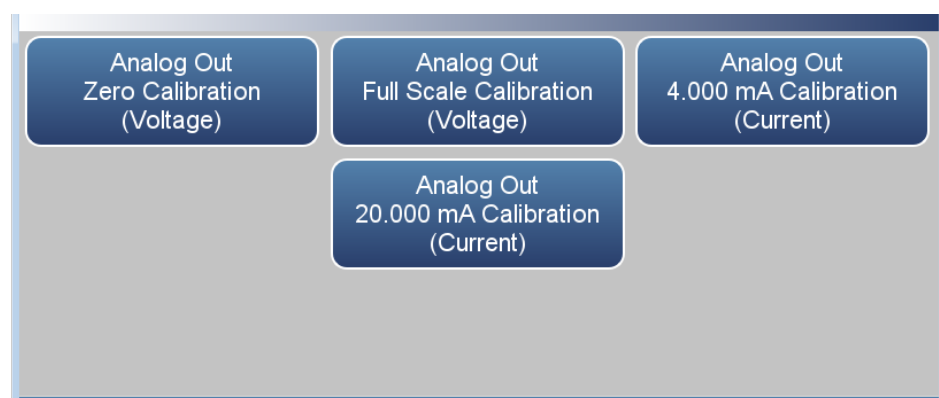 Analog Out
Zero Calibration
(Voltage)
Analog Out
Full Scale Calibration
(Voltage)
Analog Out
4.000 mA Calibration
(Current)
Analog Out
20.000 mA Calibration
(Current)